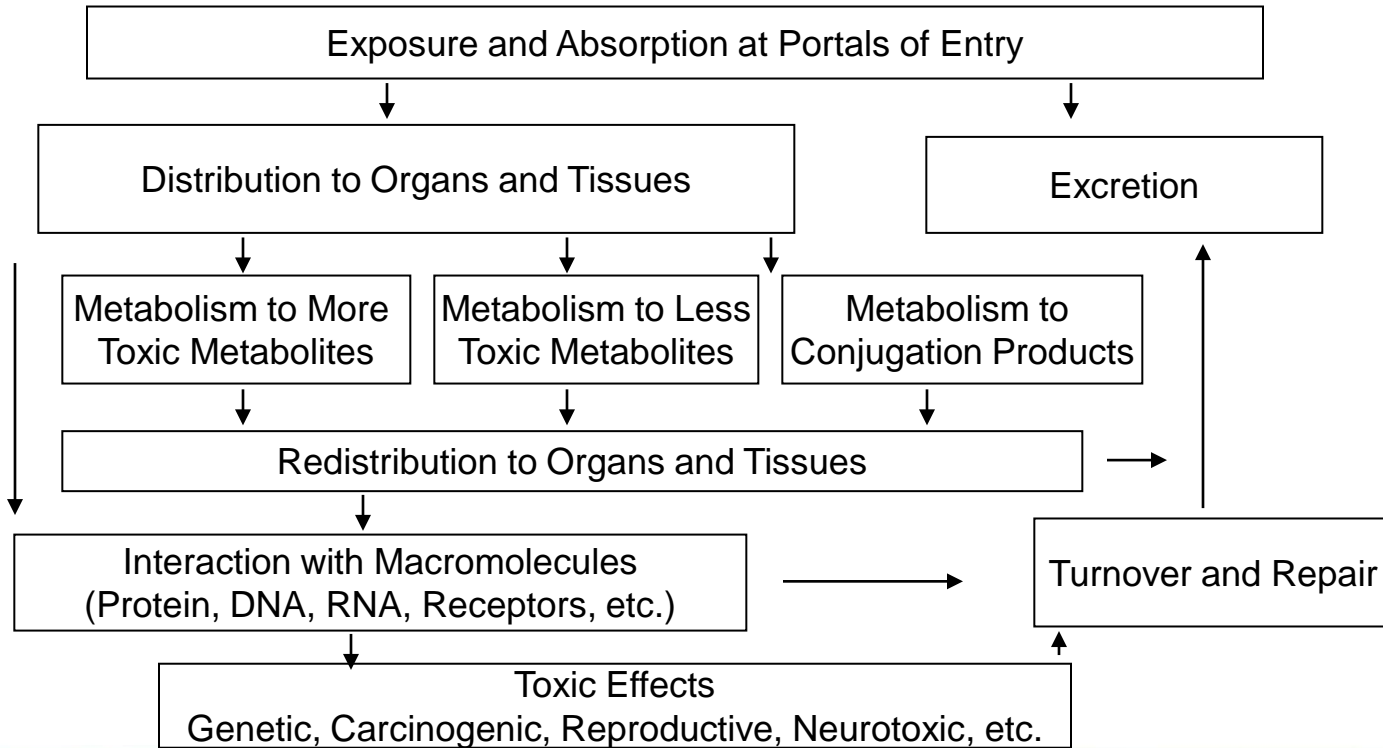 Exposure and Absorption at Portals of Entry
Distribution to Organs and Tissues
Excretion
Metabolism to More
Toxic Metabolites
Metabolism to Less
Toxic Metabolites
Metabolism to
Conjugation Products
Redistribution to Organs and Tissues
Interaction with Macromolecules
(Protein, DNA, RNA, Receptors, etc.)
Turnover and Repair
Toxic Effects
Genetic, Carcinogenic, Reproductive, Neurotoxic, etc.